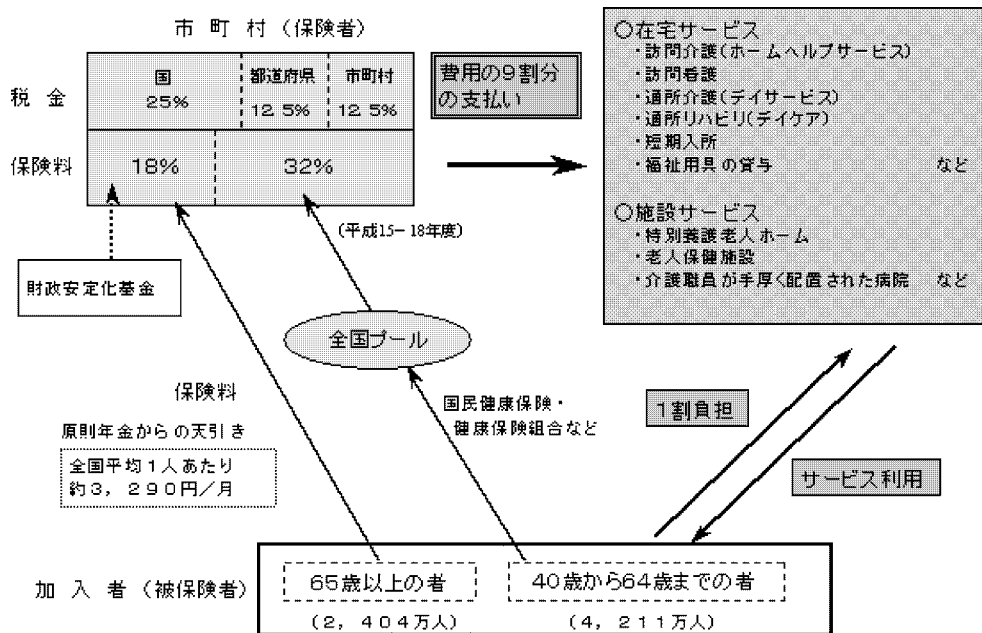 市 町 村（保険者）
税 金
国
25%
都道府県
12.5%
市町村
12.5%
保険料
18%
32%
費用の９割分
の支払い
○在宅サービス
・訪問介護（ホームヘルプサービス）
・訪問看護
・通所介護（デイサービス）
・通所リハビリ（デイケア）
・短期入所
・福祉用具の貸与 など
○施設サービス
・特別養護老人ホーム
・老人保健施設
・介護職員が手厚く配置された病院 など
（平成15－18年度）
財政安定化基金
全国プール
保険料
原則年金からの天引き
全国平均１人あたり
約３，２９０円／月
国民健康保険・
健康保険組合など
１割負担
サービス利用
加 入 者（被保険者）
65歳以上の者
40歳から64歳までの者
（２，４０４万人）
（４，２１１万人）